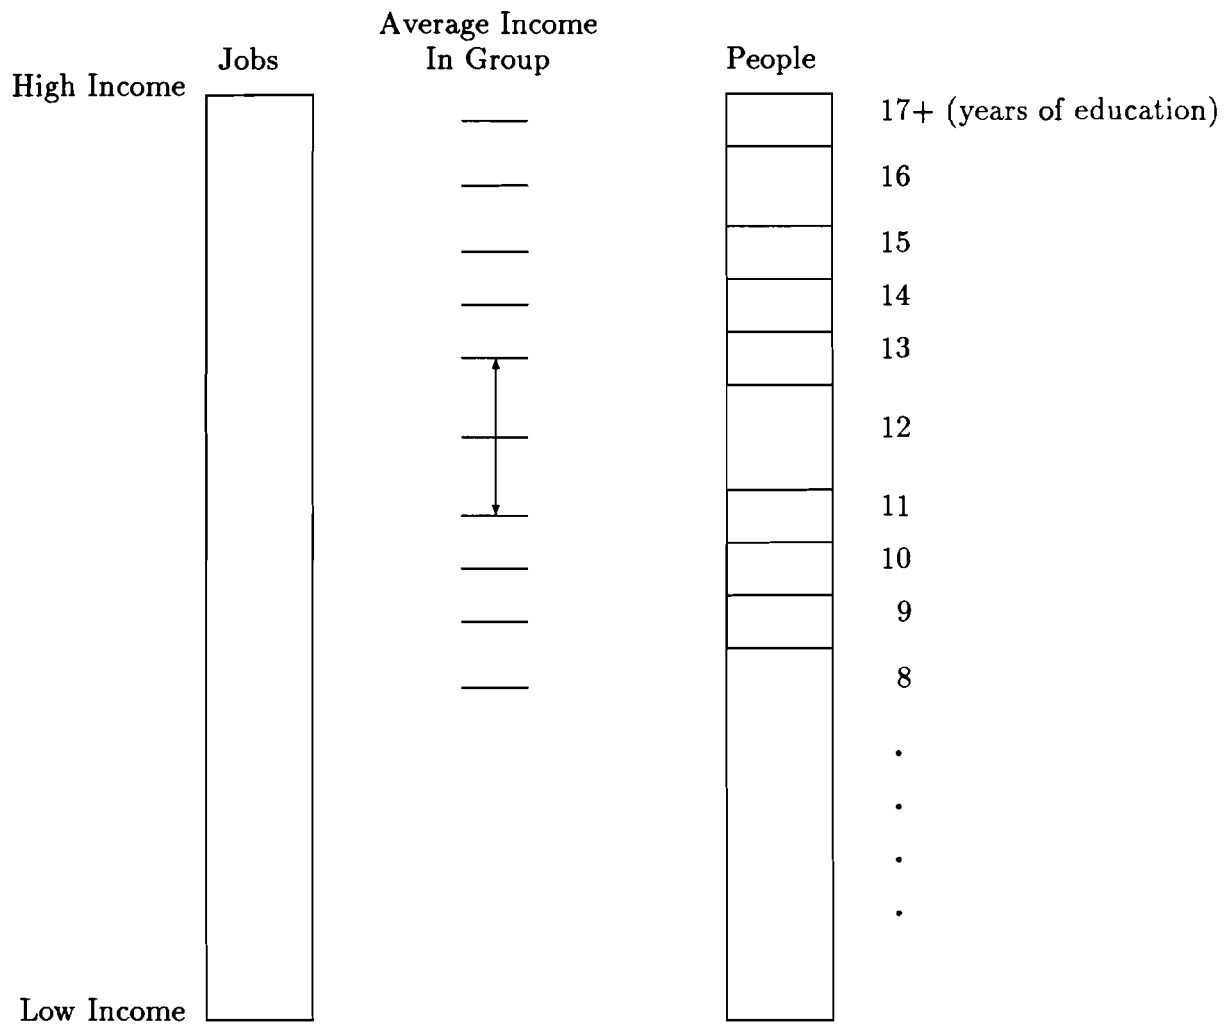 Average Income
In Group
Jobs
People
High Income
17+ (years of education)
16
15
14
13
12
11
10
9
8
.
.
.
.
Low Income